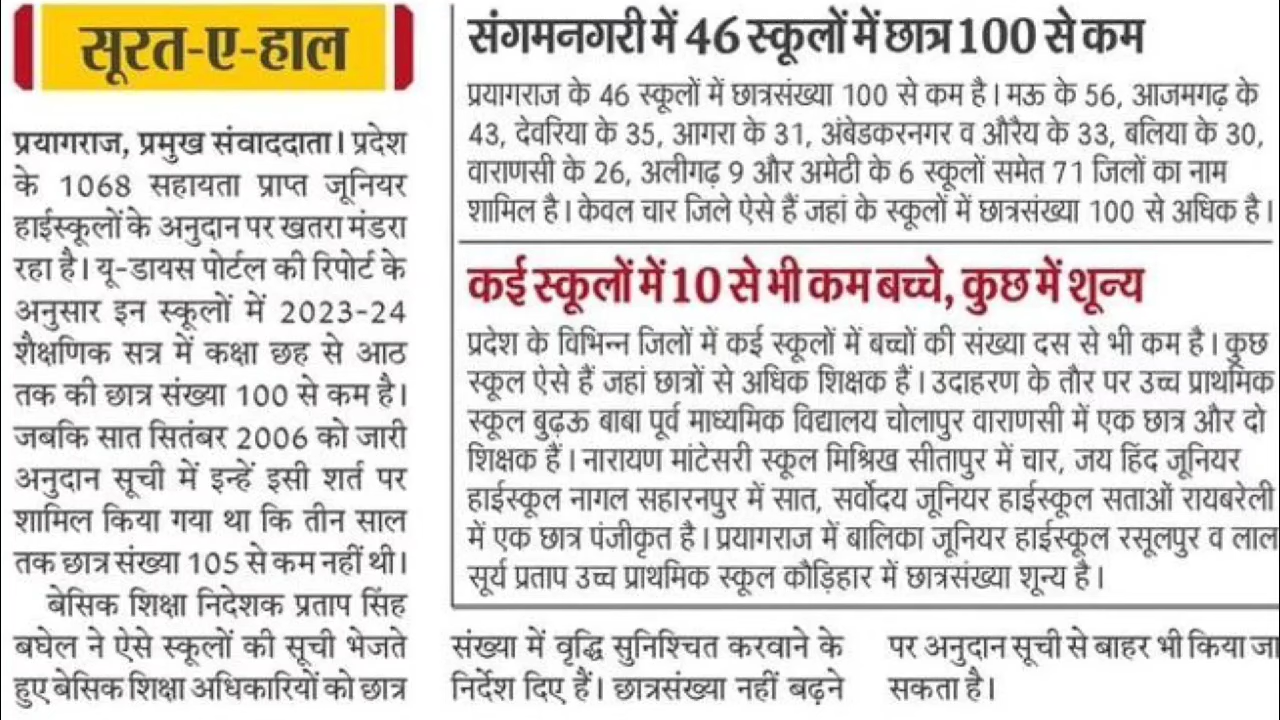 सूरत-ए-हाल
प्रयागराज, प्रमुख संवाददाता। प्रदेश
के 1068 सहायता प्राप्त जूनियर
हाईस्कूलों के अनुदान पर खतरा मंडरा
रहा है। यू-डायस पोर्टल की रिपोर्ट के
अनुसार इन स्कूलों में 2023-24
शैक्षणिक सत्र में कक्षा छह से आठ
तक की छात्र संख्या 100 से कम है।
जबकि सात सितंबर 2006 को जारी
अनुदान सूची में इन्हें इसी शर्त पर
शामिल किया गया था कि तीन साल
तक छात्र संख्या 105 से कम नहीं थी।
बेसिक शिक्षा निदेशक प्रताप सिंह
बघेल ने ऐसे स्कूलों की सूची भेजते
हुए बेसिक शिक्षा अधिकारियों को छात्र
संगमनगरी में 46 स्कूलों में छात्र 100 से कम
प्रयागराज के 46 स्कूलों में छात्रसंख्या 100 से कम है। मऊ के 56, आजमगढ़ के
43, देवरिया के 35, आगरा के 31, अंबेडकरनगर व औरैय के 33, बलिया के 30,
वाराणसी के 26, अलीगढ़ 9 और अमेठी के 6 स्कूलों समेत 71 जिलों का नाम
शामिल है। केवल चार जिले ऐसे हैं जहां के स्कूलों में छात्रसंख्या 100 से अधिक है।
कई स्कूलों में 10 से भी कम बच्चे, कुछ में शून्य
प्रदेश के विभिन्न जिलों में कई स्कूलों में बच्चों की संख्या दस से भी कम है। कुछ
स्कूल ऐसे हैं जहां छात्रों से अधिक शिक्षक हैं। उदाहरण के तौर पर उच्च प्राथमिक
स्कूल बुढ़ऊ बाबा पूर्व माध्यमिक विद्यालय चोलापुर वाराणसी में एक छात्र और दो
शिक्षक हैं। नारायण मांटेसरी स्कूल मिश्रिख सीतापुर में चार, जय हिंद जूनियर
हाईस्कूल नागल सहारनपुर में सात, सर्वोदय जूनियर हाईस्कूल सताओं रायबरेली
में एक छात्र पंजीकृत है। प्रयागराज में बालिका जूनियर हाईस्कूल रसूलपुर व लाल
सूर्य प्रताप उच्च प्राथमिक स्कूल कौड़िहार में छात्रसंख्या शून्य है।
संख्या में वृद्धि सुनिश्चित करवाने के
निर्देश दिए हैं। छात्रसंख्या नहीं बढ़ने
पर अनुदान सूची से बाहर भी किया जा
सकता है।